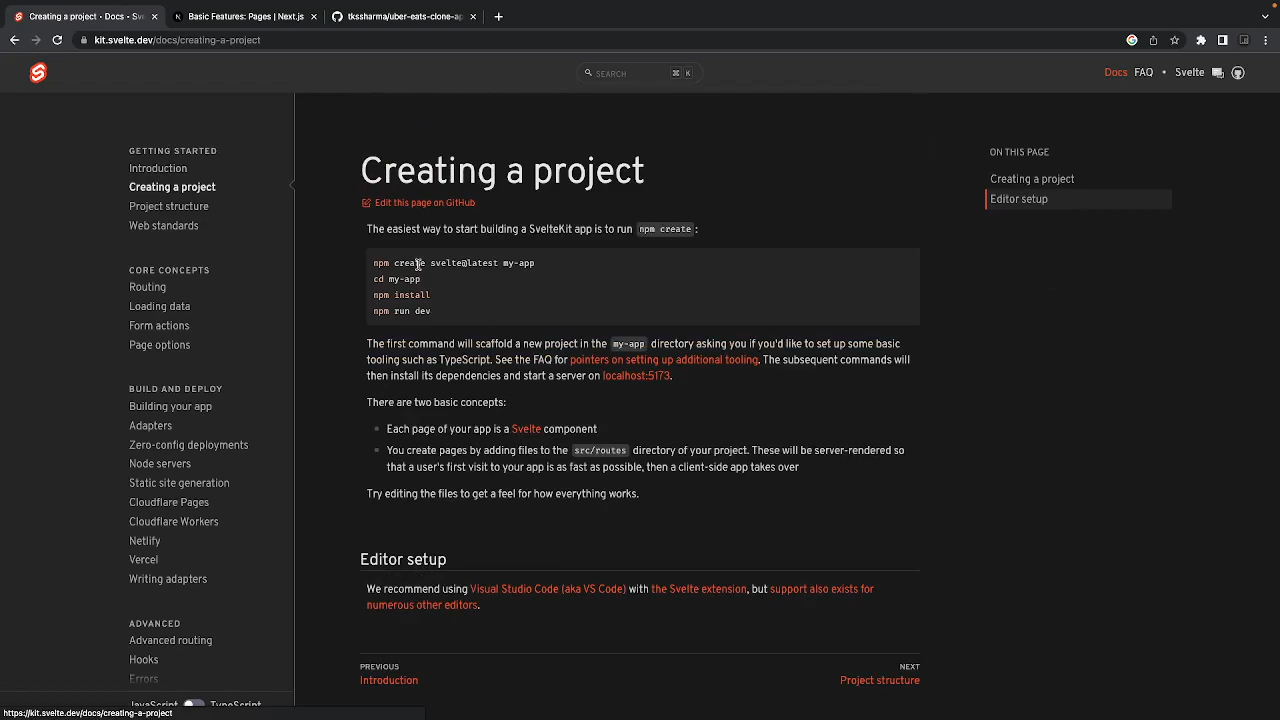 Creating a project • Docs • Sv
Basic Features: Pages | Next.js
tkssharma/uber-eats-clone-ap
kit.svelte.dev/docs/creating-a-project
SEARCH
⌘ K
Docs
FAQ
•
Svelte
GETTING STARTED
Introduction
Creating a project
Project structure
Web standards
CORE CONCEPTS
Routing
Loading data
Form actions
Page options
BUILD AND DEPLOY
Building your app
Adapters
Zero-config deployments
Node servers
Static site generation
Cloudflare Pages
Cloudflare Workers
Netlify
Vercel
Writing adapters
ADVANCED
Advanced routing
Hooks
Errors
JavaScript TypeScript
Creating a project
Edit this page on GitHub
The easiest way to start building a SvelteKit app is to run npm create:
npm create svelte@latest my-app
cd my-app
npm install
npm run dev
The first command will scaffold a new project in the my-app directory asking you if you'd like to set up some basic
tooling such as TypeScript. See the FAQ for pointers on setting up additional tooling. The subsequent commands will
then install its dependencies and start a server on localhost:5173.
There are two basic concepts:
Each page of your app is a Svelte component
You create pages by adding files to the src/routes directory of your project. These will be server-rendered so
that a user's first visit to your app is as fast as possible, then a client-side app takes over
Try editing the files to get a feel for how everything works.
Editor setup
We recommend using Visual Studio Code (aka VS Code) with the Svelte extension, but support also exists for
numerous other editors.
PREVIOUS
Introduction
NEXT
Project structure
ON THIS PAGE
Creating a project
Editor setup
https://kit.svelte.dev/docs/creating-a-project